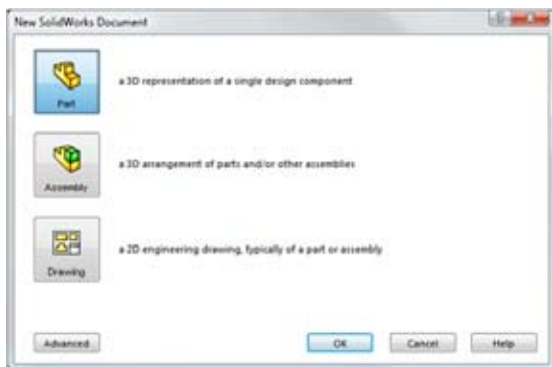 New SolidWorks Document
Part
a 3D representation of a single design component
Assembly
a 3D arrangement of parts and/or other assemblies
Drawing
a 2D engineering drawing, typically of a part or assembly
Advanced
OK
Cancel
Help